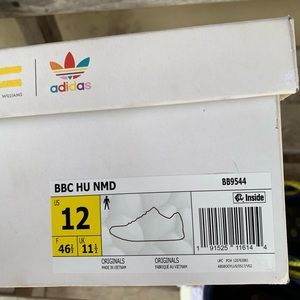 WILLIAMS
adidas
BBC HU NMD
BB9544
US
12
Inside
F
46⅔
UK
11½
ORIGINALS
MADE IN VIETNAM
ORIGINALS
FABRIQUE AU VIETNAM
1 91525 11614 4